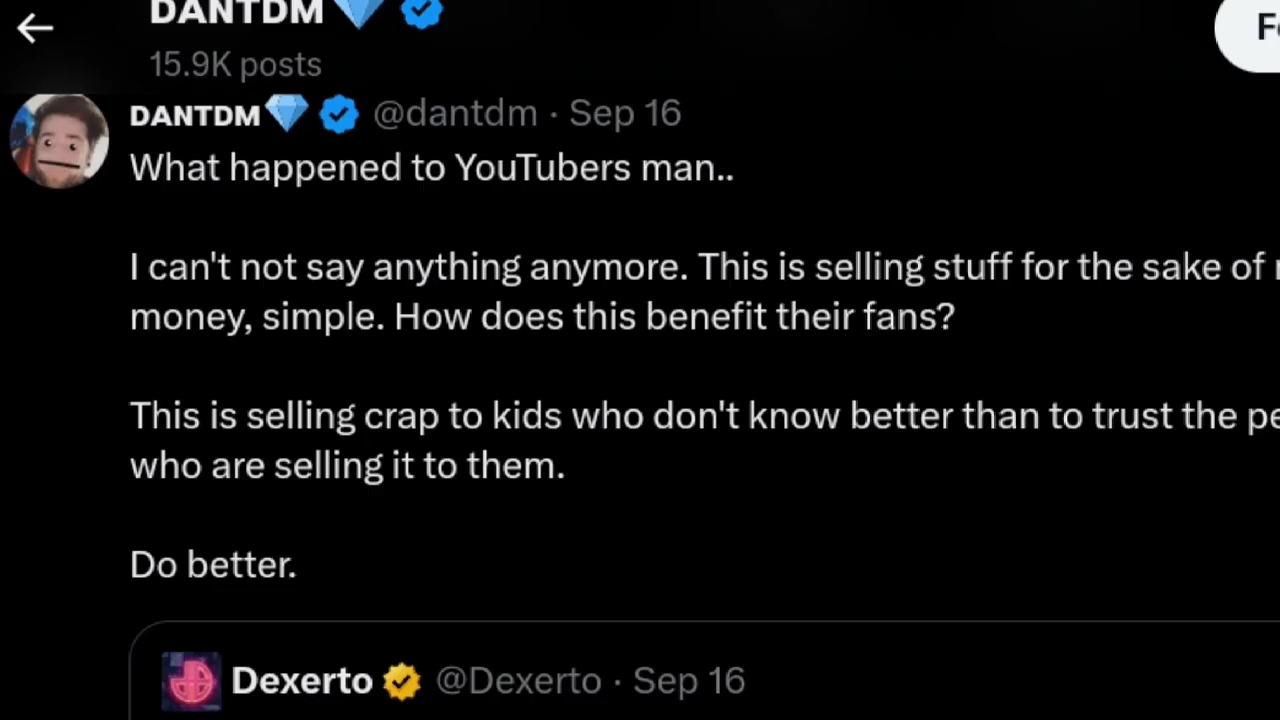 DANTDM
15.9K posts
DANTDM @dantdm · Sep 16
What happened to YouTubers man..
I can't not say anything anymore. This is selling stuff for the sake of
money, simple. How does this benefit their fans?
This is selling crap to kids who don't know better than to trust the
who are selling it to them.
Do better.
Dexerto @Dexerto · Sep 16